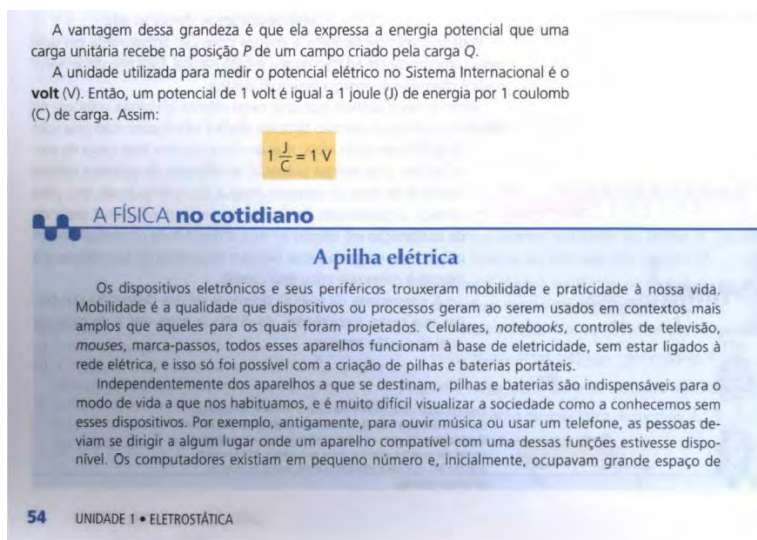 A vantagem dessa grandeza é que ela expressa a energia potencial que uma
carga unitária recebe na posição P de um campo criado pela carga Q.
A unidade utilizada para medir o potencial elétrico no Sistema Internacional é o
volt (V). Então, um potencial de 1 volt é igual a 1 joule (J) de energia por 1 coulomb
(C) de carga. Assim:
1 J/C = 1 V
A FÍSICA no cotidiano
A pilha elétrica
Os dispositivos eletrônicos e seus periféricos trouxeram mobilidade e praticidade à nossa vida.
Mobilidade é a qualidade que dispositivos ou processos geram ao serem usados em contextos mais
amplos que aqueles para os quais foram projetados. Celulares, notebooks, controles de televisão,
mouses, marca-passos, todos esses aparelhos funcionam à base de eletricidade, sem estar ligados à
rede elétrica, e isso só foi possível com a criação de pilhas e baterias portáteis.
Independentemente dos aparelhos a que se destinam, pilhas e baterias são indispensáveis para o
modo de vida a que nos habituamos, e é muito difícil visualizar a sociedade como a conhecemos sem
esses dispositivos. Por exemplo, antigamente, para ouvir música ou usar um telefone, as pessoas de-
viam se dirigir a algum lugar onde um aparelho compatível com uma dessas funções estivesse dispo-
nível. Os computadores existiam em pequeno número e, inicialmente, ocupavam grande espaço de
54 UNIDADE 1 • ELETROSTÁTICA